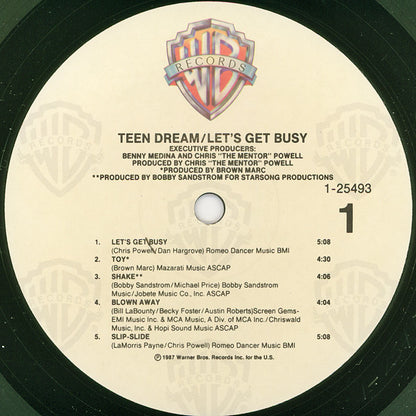 WB
RECORDS
TEEN DREAM/LET'S GET BUSY
EXECUTIVE PRODUCERS:
BENNY MEDINA AND CHRIS "THE MENTOR" POWELL
PRODUCED BY CHRIS "THE MENTOR" POWELL
*PRODUCED BY BROWN MARC
**PRODUCED BY BOBBY SANDSTROM FOR STARSONG PRODUCTIONS
1-25493
1
1. LET'S GET BUSY 5:08
(Chris Powell/Dan Hargrove) Romeo Dancer Music BMI
2. TOY* 4:30
(Brown Marc) Mazarati Music ASCAP
3. SHAKE** 4:06
(Bobby Sandstrom/Michael Price) Bobby Sandstrom
Music/Jobete Music Co., Inc. ASCAP
4. BLOWN AWAY 4:04
(Bill LaBounty/Becky Foster/Austin Roberts)Screen Gems-
EMI Music Inc. & MCA Music, A Div. of MCA Inc./Chriswald
Music, Inc. & Hopi Sound Music ASCAP
5. SLIP-SLIDE 5:08
(LaMorris Payne/Chris Powell) Romeo Dancer Music BMI
℗1987 Warner Bros. Records Inc. for the U.S.